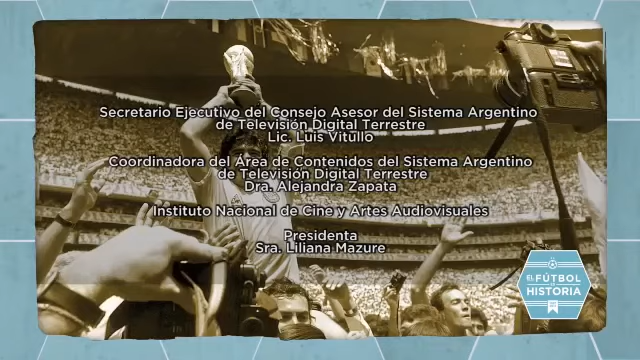 Secretario Ejecutivo del Consejo Asesor del Sistema Argentino
de Televisión Digital Terrestre
Lic. Luis Vitullo
Coordinadora del Área de Contenidos del Sistema Argentino
de Televisión Digital Terrestre
Dra. Alejandra Zapata
Instituto Nacional de Cine y Artes Audiovisuales
Presidenta
Sra. Liliana Mazure
EL FÚTBOL
ES
HISTORIA